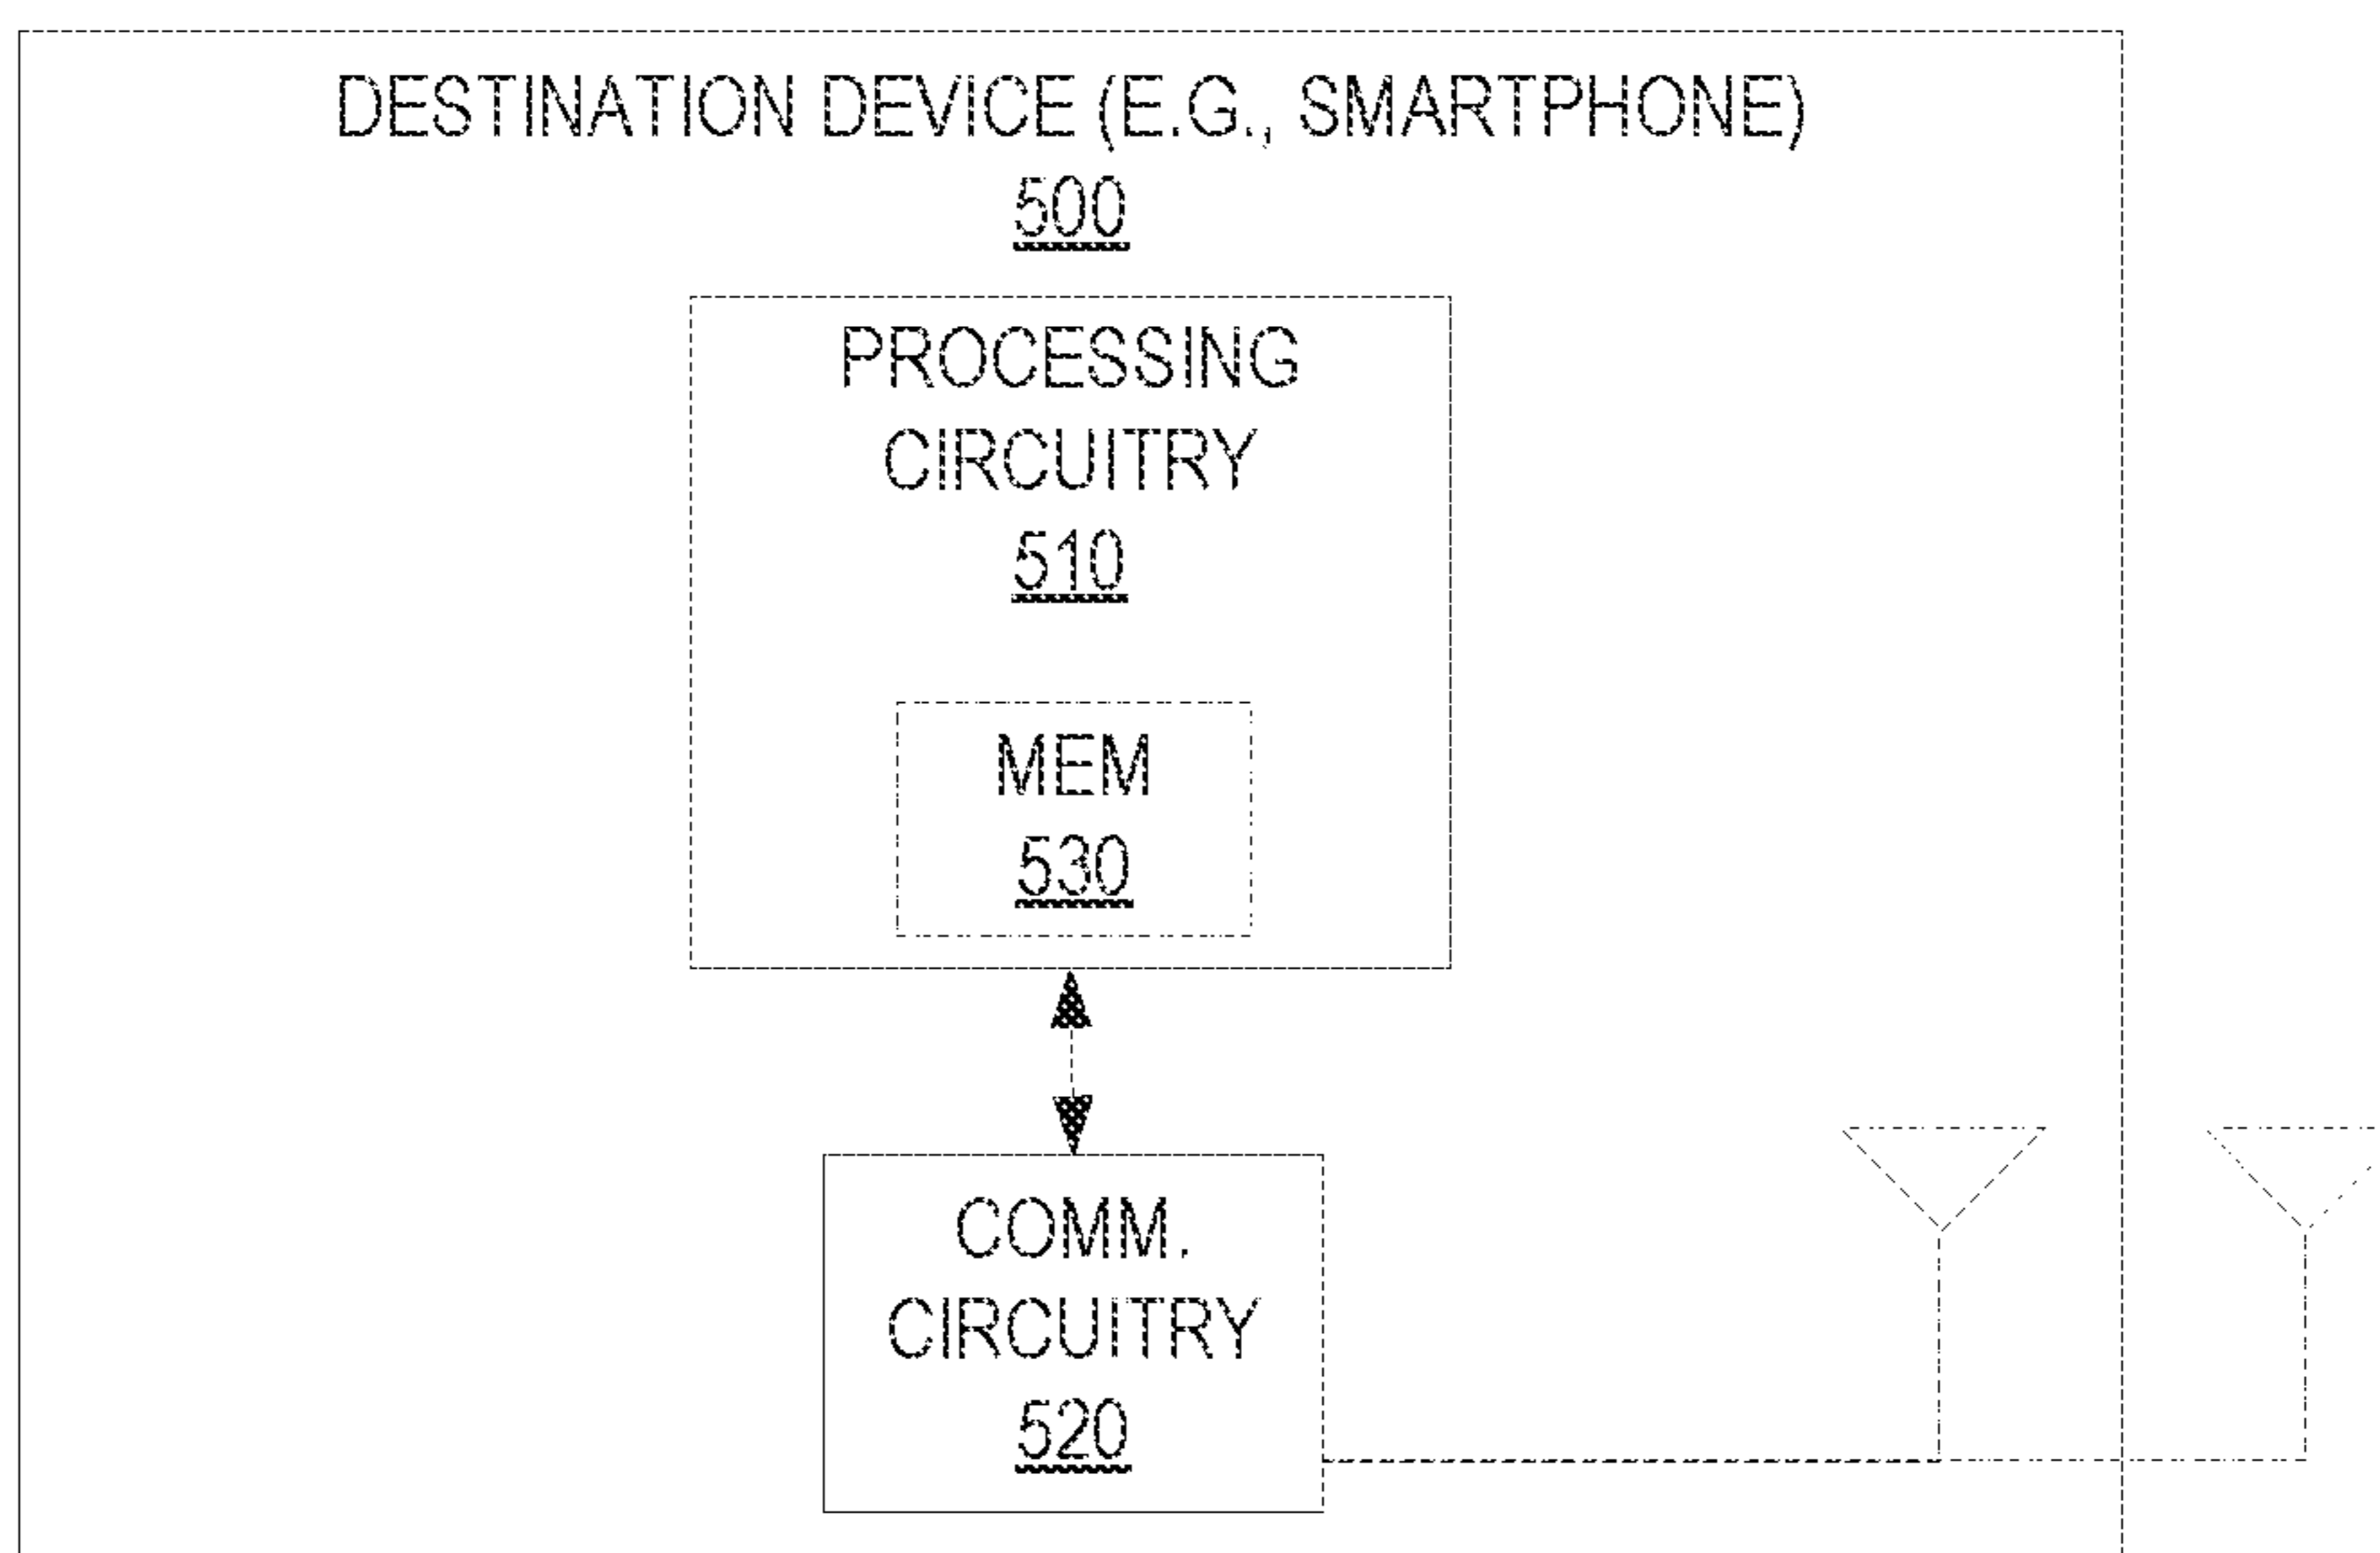 DESTINATION DEVICE (E.G., SMARTPHONE)
500
PROCESSING
CIRCUITRY
510
MEM
530
COMM.
CIRCUITRY
520